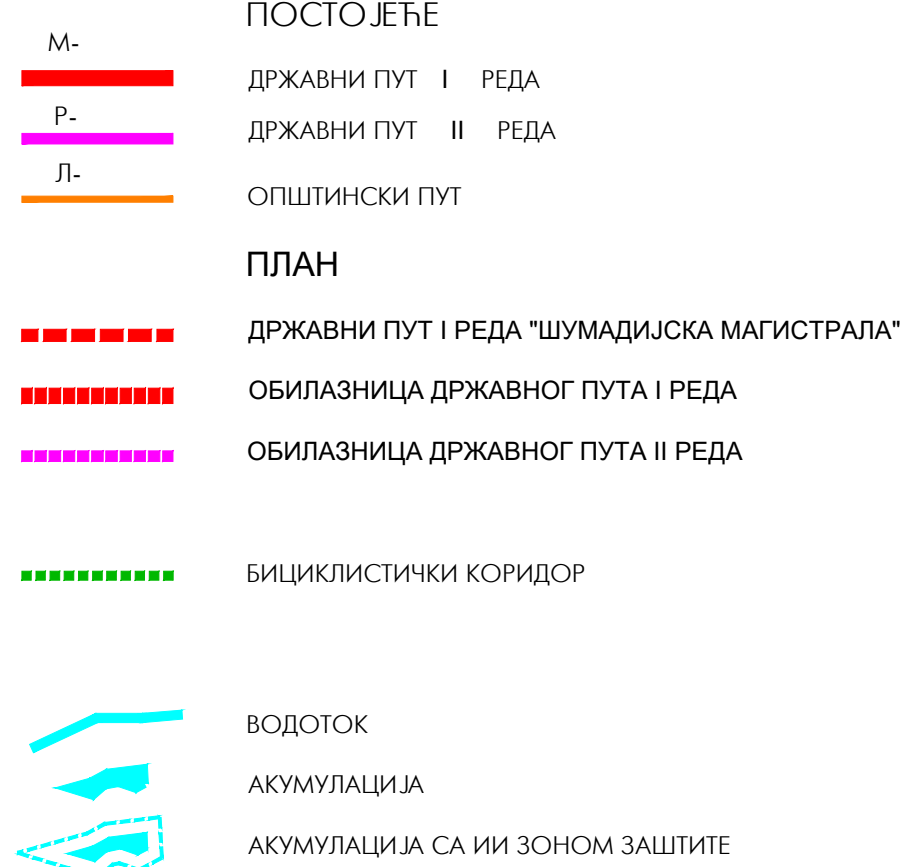 ПОСТОЈЕЋЕ
М-
ДРЖАВНИ ПУТ I РЕДА
Р-
ДРЖАВНИ ПУТ II РЕДА
Л-
ОПШТИНСКИ ПУТ
ПЛАН
ДРЖАВНИ ПУТ I РЕДА "ШУМАДИЈСКА МАГИСТРАЛА"
ОБИЛАЗНИЦА ДРЖАВНОГ ПУТА I РЕДА
ОБИЛАЗНИЦА ДРЖАВНОГ ПУТА II РЕДА
БИЦИКЛИСТИЧКИ КОРИДОР
ВОДОТОК
АКУМУЛАЦИЈА
АКУМУЛАЦИЈА СА ИИ ЗОНОМ ЗАШТИТЕ